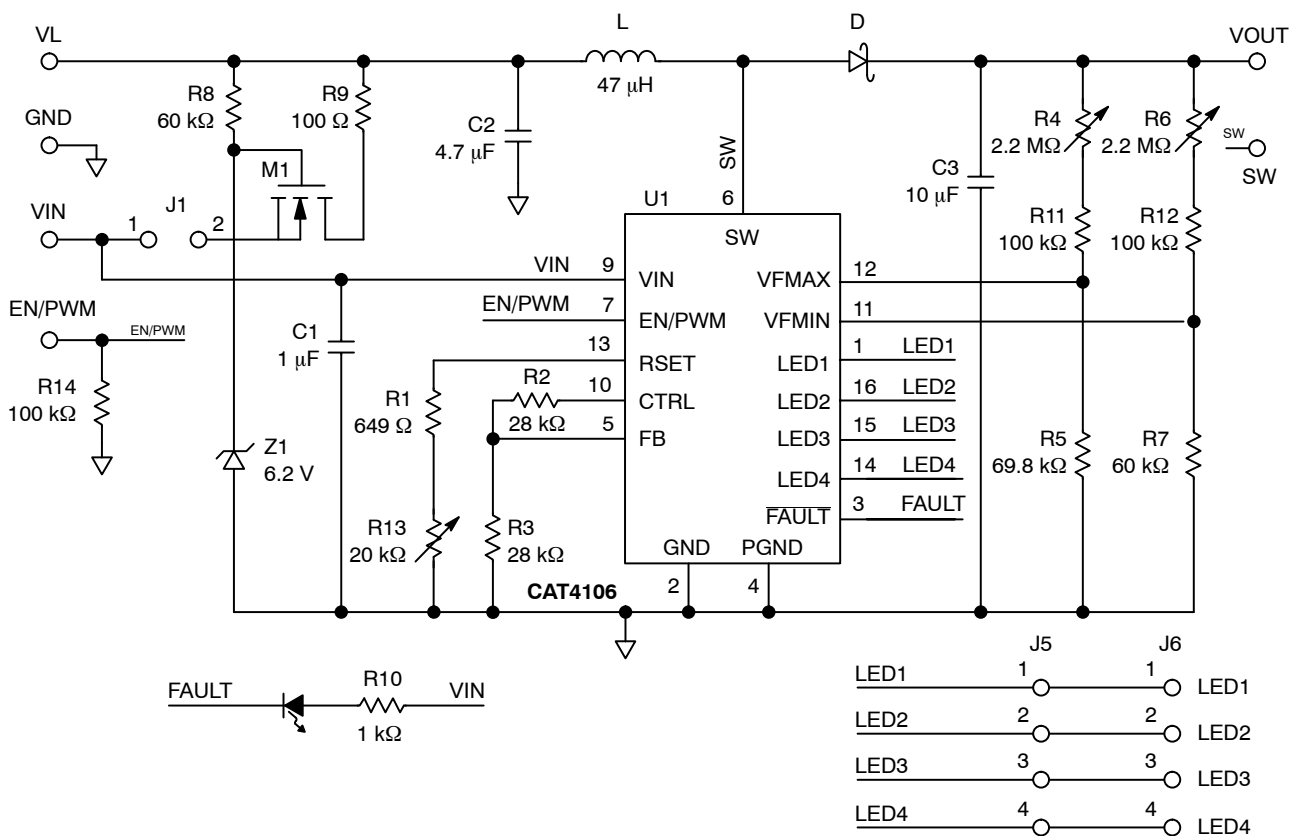 VL
L
47 μH
D
VOUT
GND
R8
60 kΩ
R9
100 Ω
C2
4.7 μF
SW
R4
2.2 MΩ
R6
2.2 MΩ
SW
SW
M1
C3
10 μF
VIN
1
J1
2
U1
6
SW
R11
100 kΩ
R12
100 kΩ
VIN
9
VIN
VFMAX
12
EN/PWM
EN/PWM
EN/PWM
7
EN/PWM
VFMIN
11
C1
1 μF
13
RSET
LED1
1
LED1
R14
100 kΩ
R1
649 Ω
R2
28 kΩ
10
CTRL
LED2
16
LED2
5
FB
LED3
15
LED3
Z1
6.2 V
R5
69.8 kΩ
R7
60 kΩ
LED4
14
LED4
R13
20 kΩ
R3
28 kΩ
FAULT
3
FAULT
GND
PGND
CAT4106
2
4
FAULT
R10
1 kΩ
VIN
J5
J6
LED1
1
1
LED1
LED2
2
2
LED2
LED3
3
3
LED3
LED4
4
4
LED4